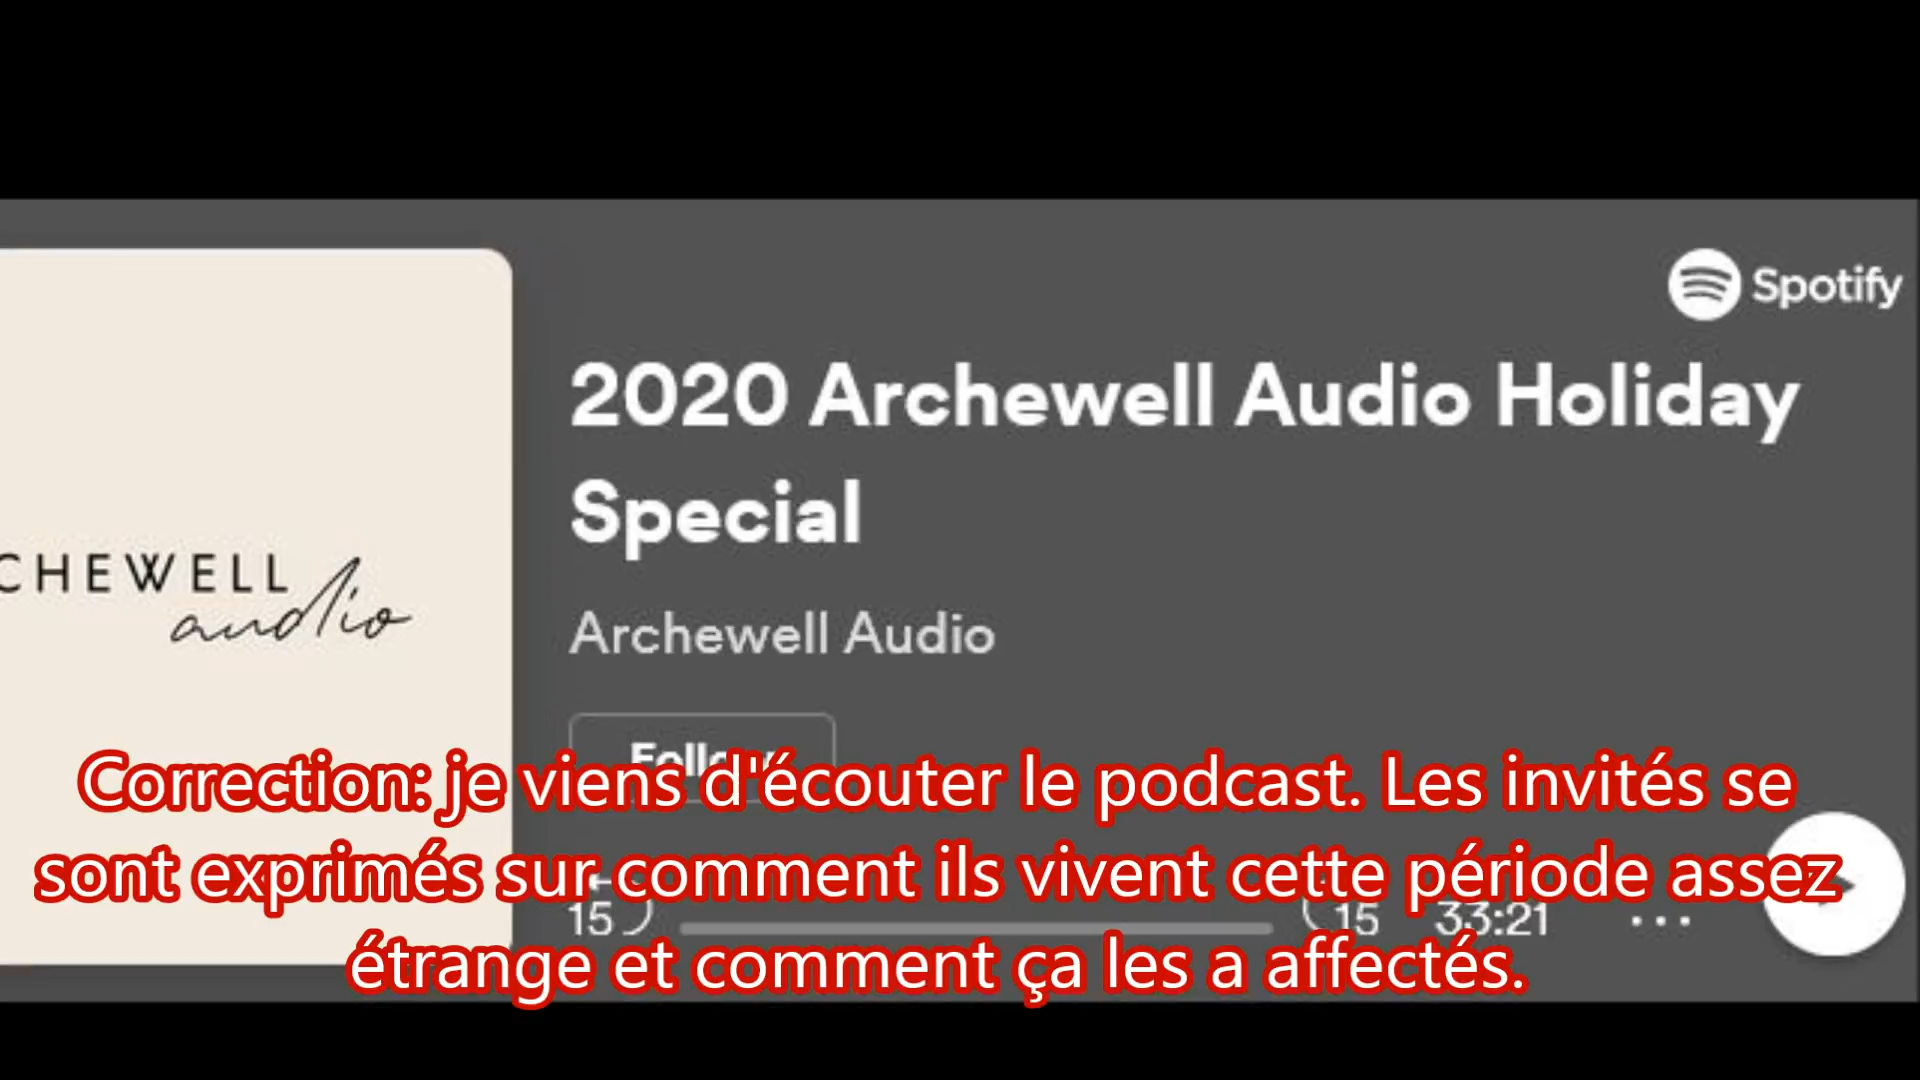 Spotify
2020 Archewell Audio Holiday
Special
CHEWELL
audio
Archewell Audio
Follow
Correction: je viens d'écouter le podcast. Les invités se
sont exprimés sur comment ils vivent cette période assez
15 15 33:21 ...
étrange et comment ça les a affectés.